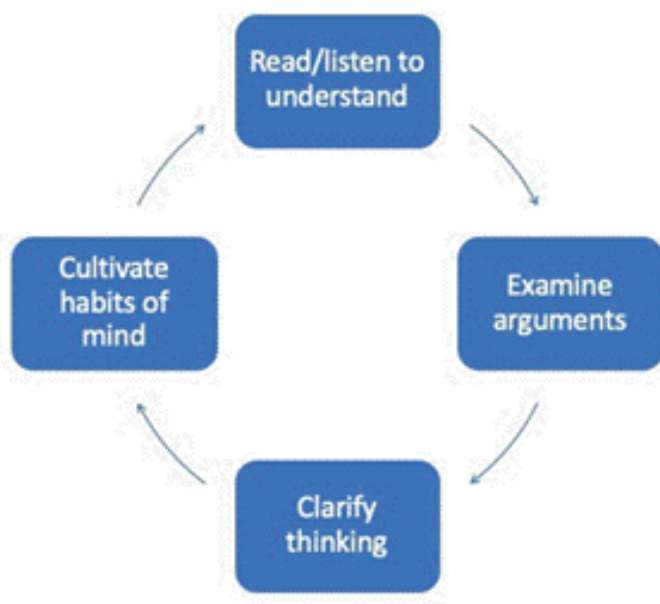 Read/listen to
understand
Examine
arguments
Clarify
thinking
Cultivate
habits of
mind